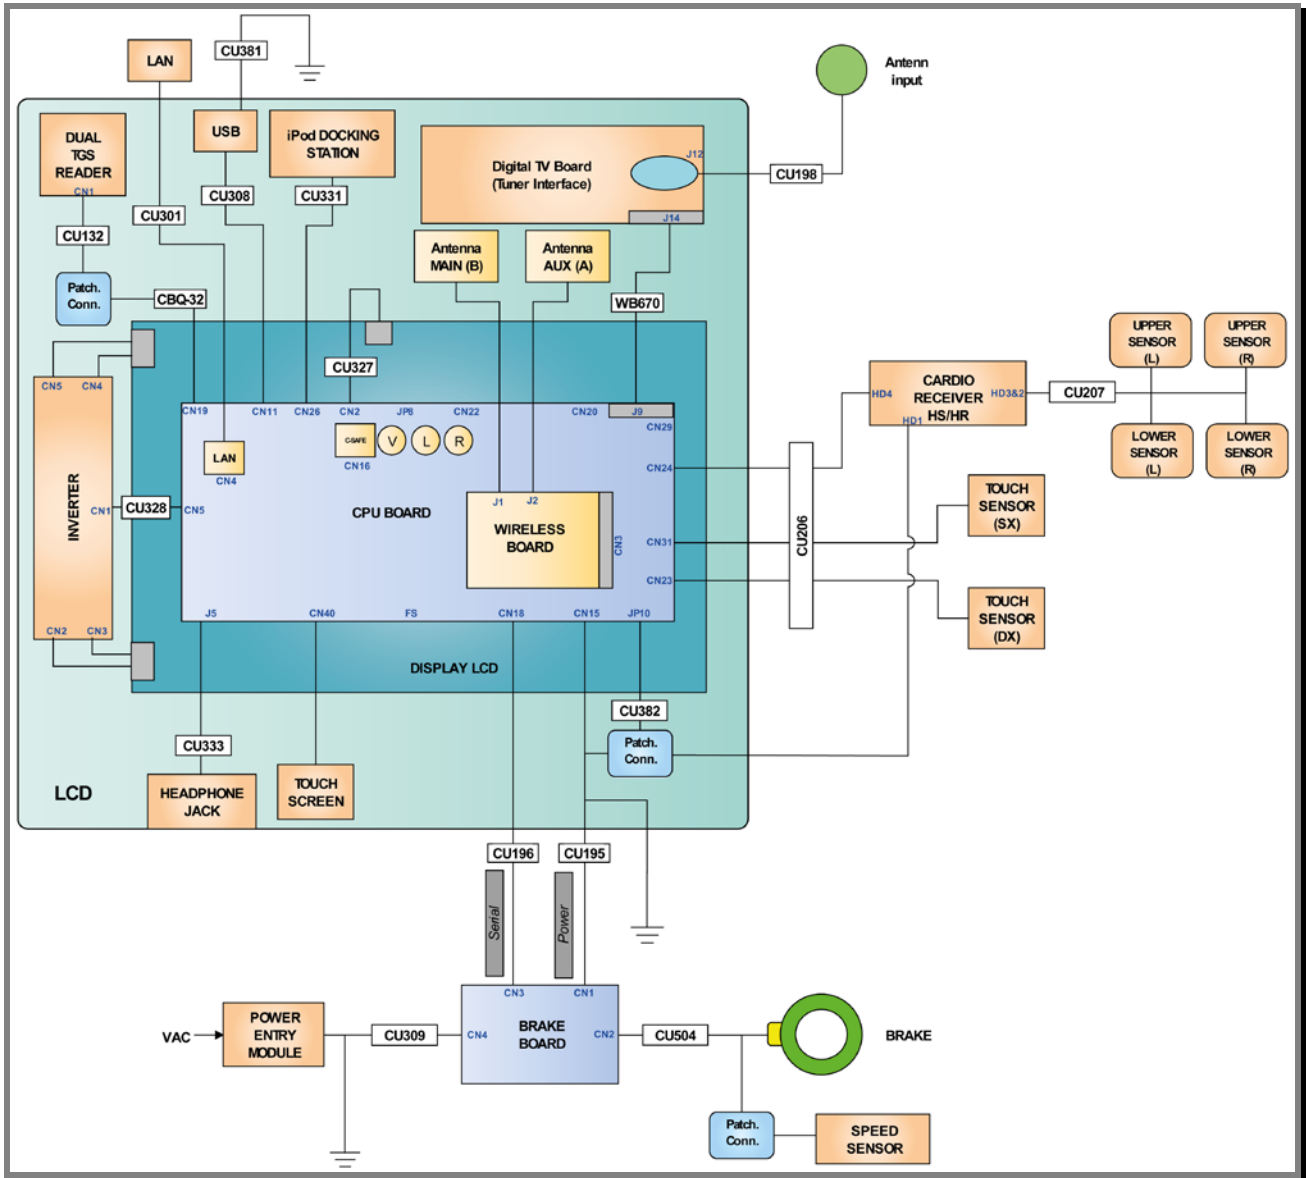 CU381
LAN
Antenn
input
USB
iPod DOCKING
STATION
DUAL
TGS
READER
CN1
Digital TV Board
(Tuner Interface)
J12
CU198
J14
CU308
CU331
CU301
CU132
Antenna
MAIN (B)
Antenna
AUX (A)
Patch.
Conn.
CBQ-32
WB670
CU327
UPPER
SENSOR
(L)
UPPER
SENSOR
(R)
CN5
CN4
CARDIO
RECEIVER
HS/HR
HD4
HD3&2
HD1
CU207
CN19
CN11
CN26
CN2
JP8
CN22
CN20
J9
CN29
C-SAFE
V
L
R
CN16
LAN
CN4
CN24
LOWER
SENSOR
(L)
LOWER
SENSOR
(R)
INVERTER
CN1
CU328
CN5
CPU BOARD
J1
J2
WIRELESS
BOARD
CN3
CN31
CN23
CU206
TOUCH
SENSOR
(SX)
TOUCH
SENSOR
(DX)
J5
CN40
FS
CN18
CN15
JP10
CN2
CN3
DISPLAY LCD
CU382
CU333
Patch.
Conn.
LCD
HEADPHONE
JACK
TOUCH
SCREEN
CU196
CU195
Serial
Power
CN3
CN1
VAC
POWER
ENTRY
MODULE
CU309
CN4
BRAKE
BOARD
CN2
CU504
BRAKE
Patch.
Conn.
SPEED
SENSOR